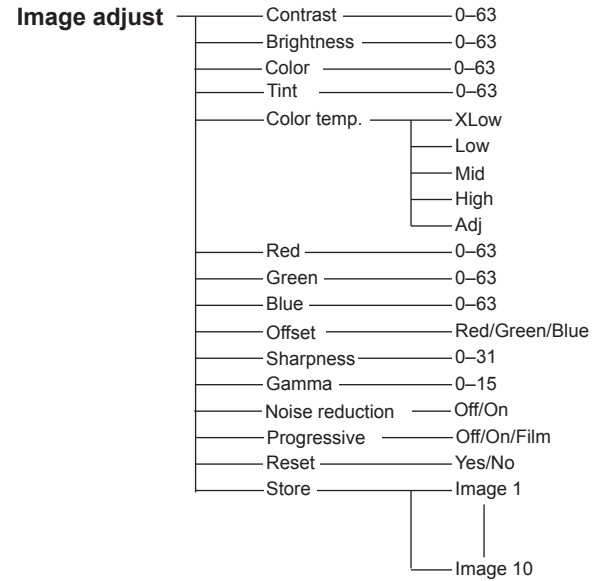 Image adjust Contrast 0–63
Brightness 0–63
Color 0–63
Tint 0–63
Color temp. XLow
Low
Mid
High
Adj
Red 0–63
Green 0–63
Blue 0–63
Offset Red/Green/Blue
Sharpness 0–31
Gamma 0–15
Noise reduction Off/On
Progressive Off/On/Film
Reset Yes/No
Store Image 1
Image 10